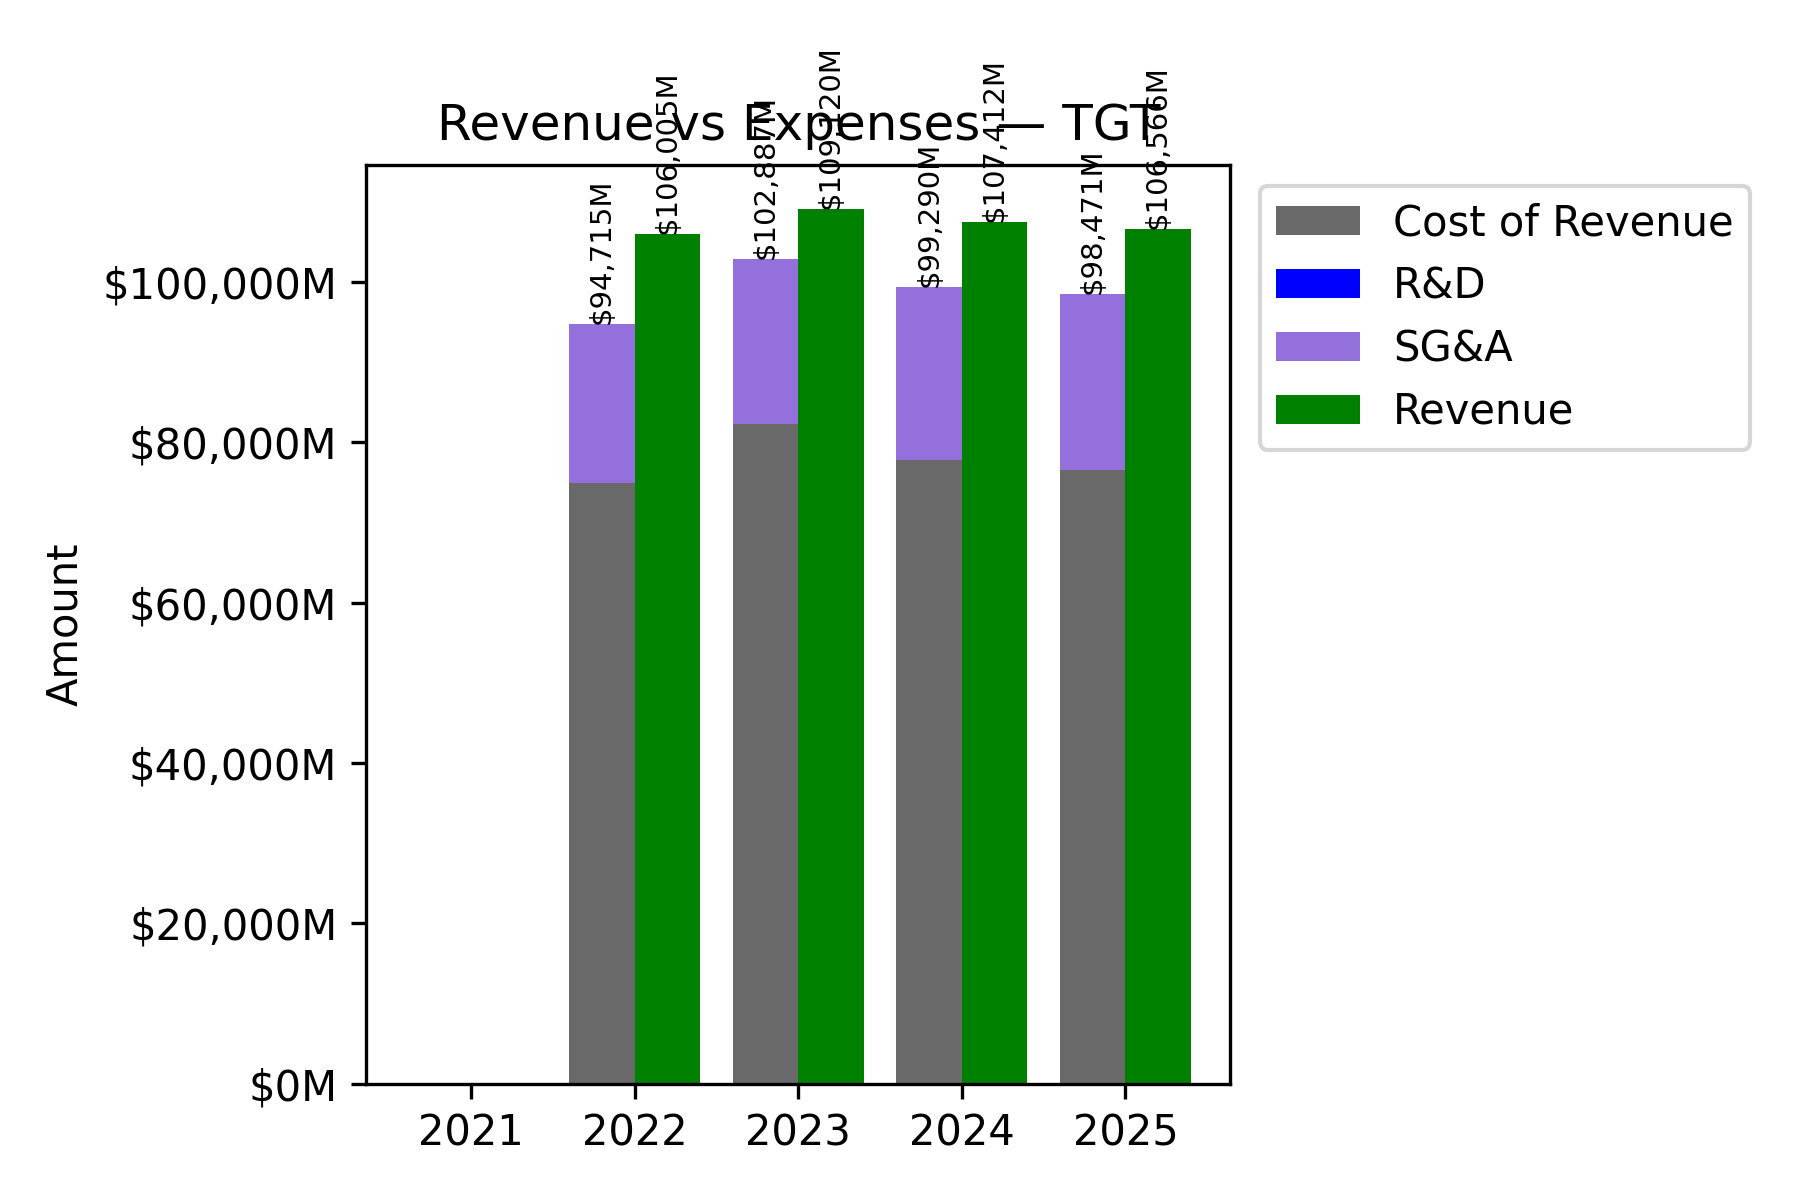 Revenue vs Expenses — TGT
$94,715M
$106,005M
$102,887M
$109,120M
$99,290M
$107,412M
$98,471M
$106,566M
Cost of Revenue
R&D
SG&A
Revenue
Amount
$100,000M
$80,000M
$60,000M
$40,000M
$20,000M
$0M
2021 2022 2023 2024 2025